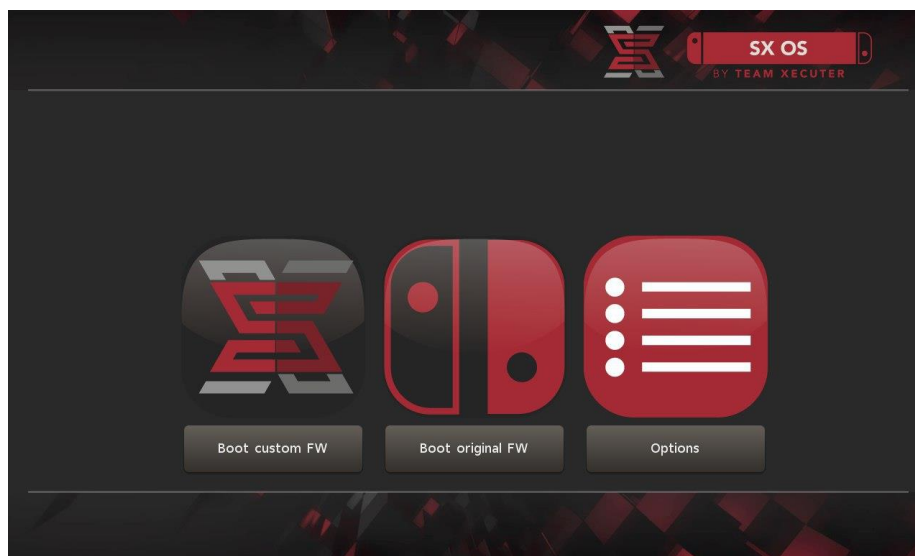 SX OS
BY TEAM XECUTER
Boot custom FW
Boot original FW
Options